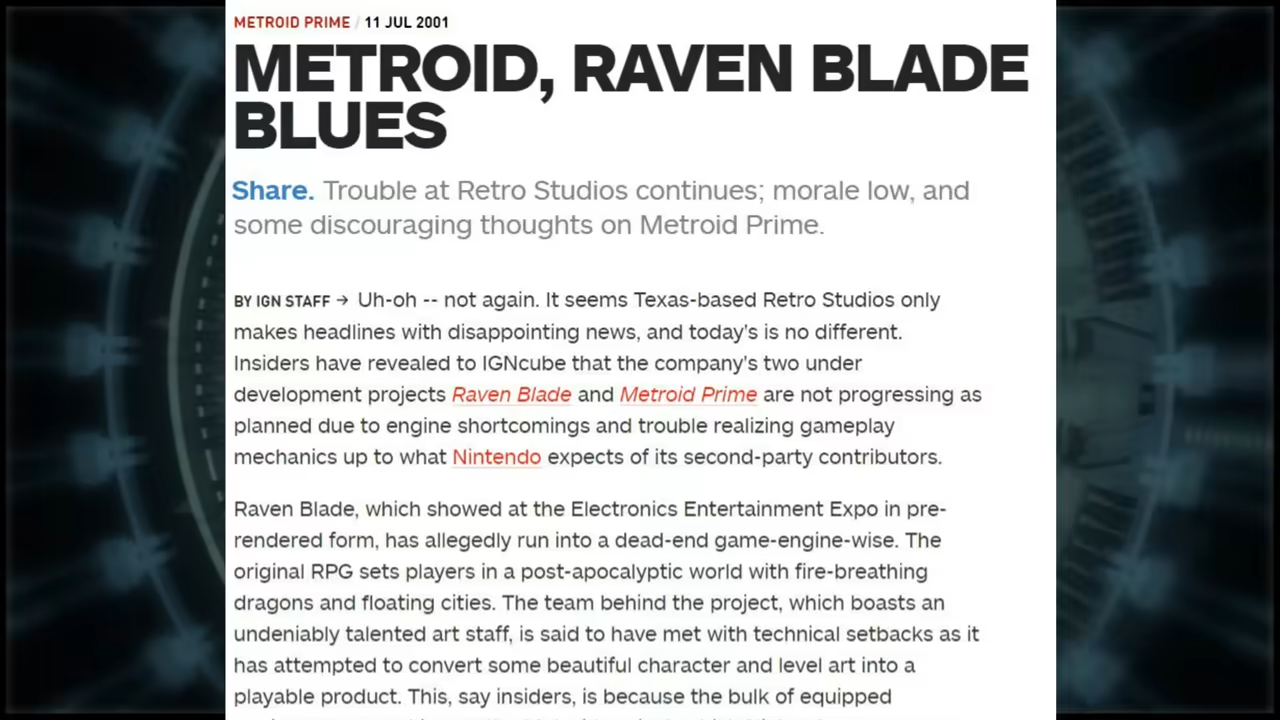 METROID PRIME / 11 JUL 2001
METROID, RAVEN BLADE
BLUES
Share. Trouble at Retro Studios continues; morale low, and
some discouraging thoughts on Metroid Prime.
BY IGN STAFF → Uh-oh -- not again. It seems Texas-based Retro Studios only
makes headlines with disappointing news, and today's is no different.
Insiders have revealed to IGNcube that the company's two under
development projects Raven Blade and Metroid Prime are not progressing as
planned due to engine shortcomings and trouble realizing gameplay
mechanics up to what Nintendo expects of its second-party contributors.
Raven Blade, which showed at the Electronics Entertainment Expo in pre-
rendered form, has allegedly run into a dead-end game-engine-wise. The
original RPG sets players in a post-apocalyptic world with fire-breathing
dragons and floating cities. The team behind the project, which boasts an
undeniably talented art staff, is said to have met with technical setbacks as it
has attempted to convert some beautiful character and level art into a
playable product. This, say insiders, is because the bulk of equipped